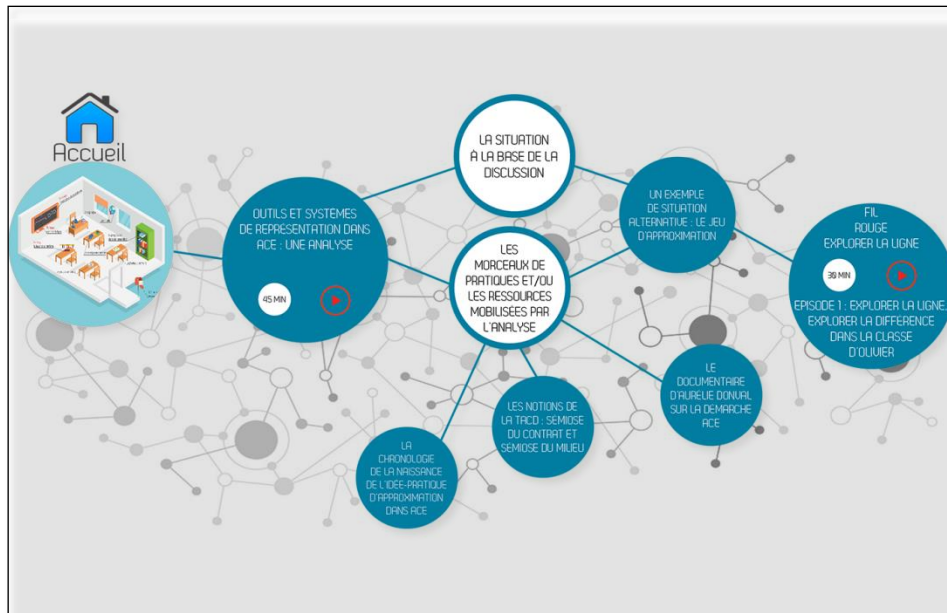 Accueil
OUTILS ET SYSTÈMES
DE REPRÉSENTATION DANS
ACE : UNE ANALYSE
45 MIN
LA SITUATION
À LA BASE DE LA
DISCUSSION
LES
MORCEAUX DE
PRATIQUES ET/OU
LES RESSOURCES
MOBILISÉES PAR
L'ANALYSE
UN EXEMPLE
DE SITUATION
ALTERNATIVE : LE JEU
D'APPROXIMATION
FIL
ROUGE
EXPLORER LA LIGNE
30 MIN
EPISODE 1 : EXPLORER LA LIGNE.
EXPLORER LA DIFFÉRENCE
DANS LA CLASSE
D'OLIVIER
LE
DOCUMENTAIRE
D'AURELIE DONVAL
SUR LA DEMARCHE
ACE
LES NOTIONS DE
LA TACD : SEMIOSE
DU CONTRAT ET
SEMIOSE DU MILIEU
LA
CHRONOLOGIE
DE LA NAISSANCE
DE L'IDÉE-PRATIQUE
D'APPROXIMATION
DANS ACE